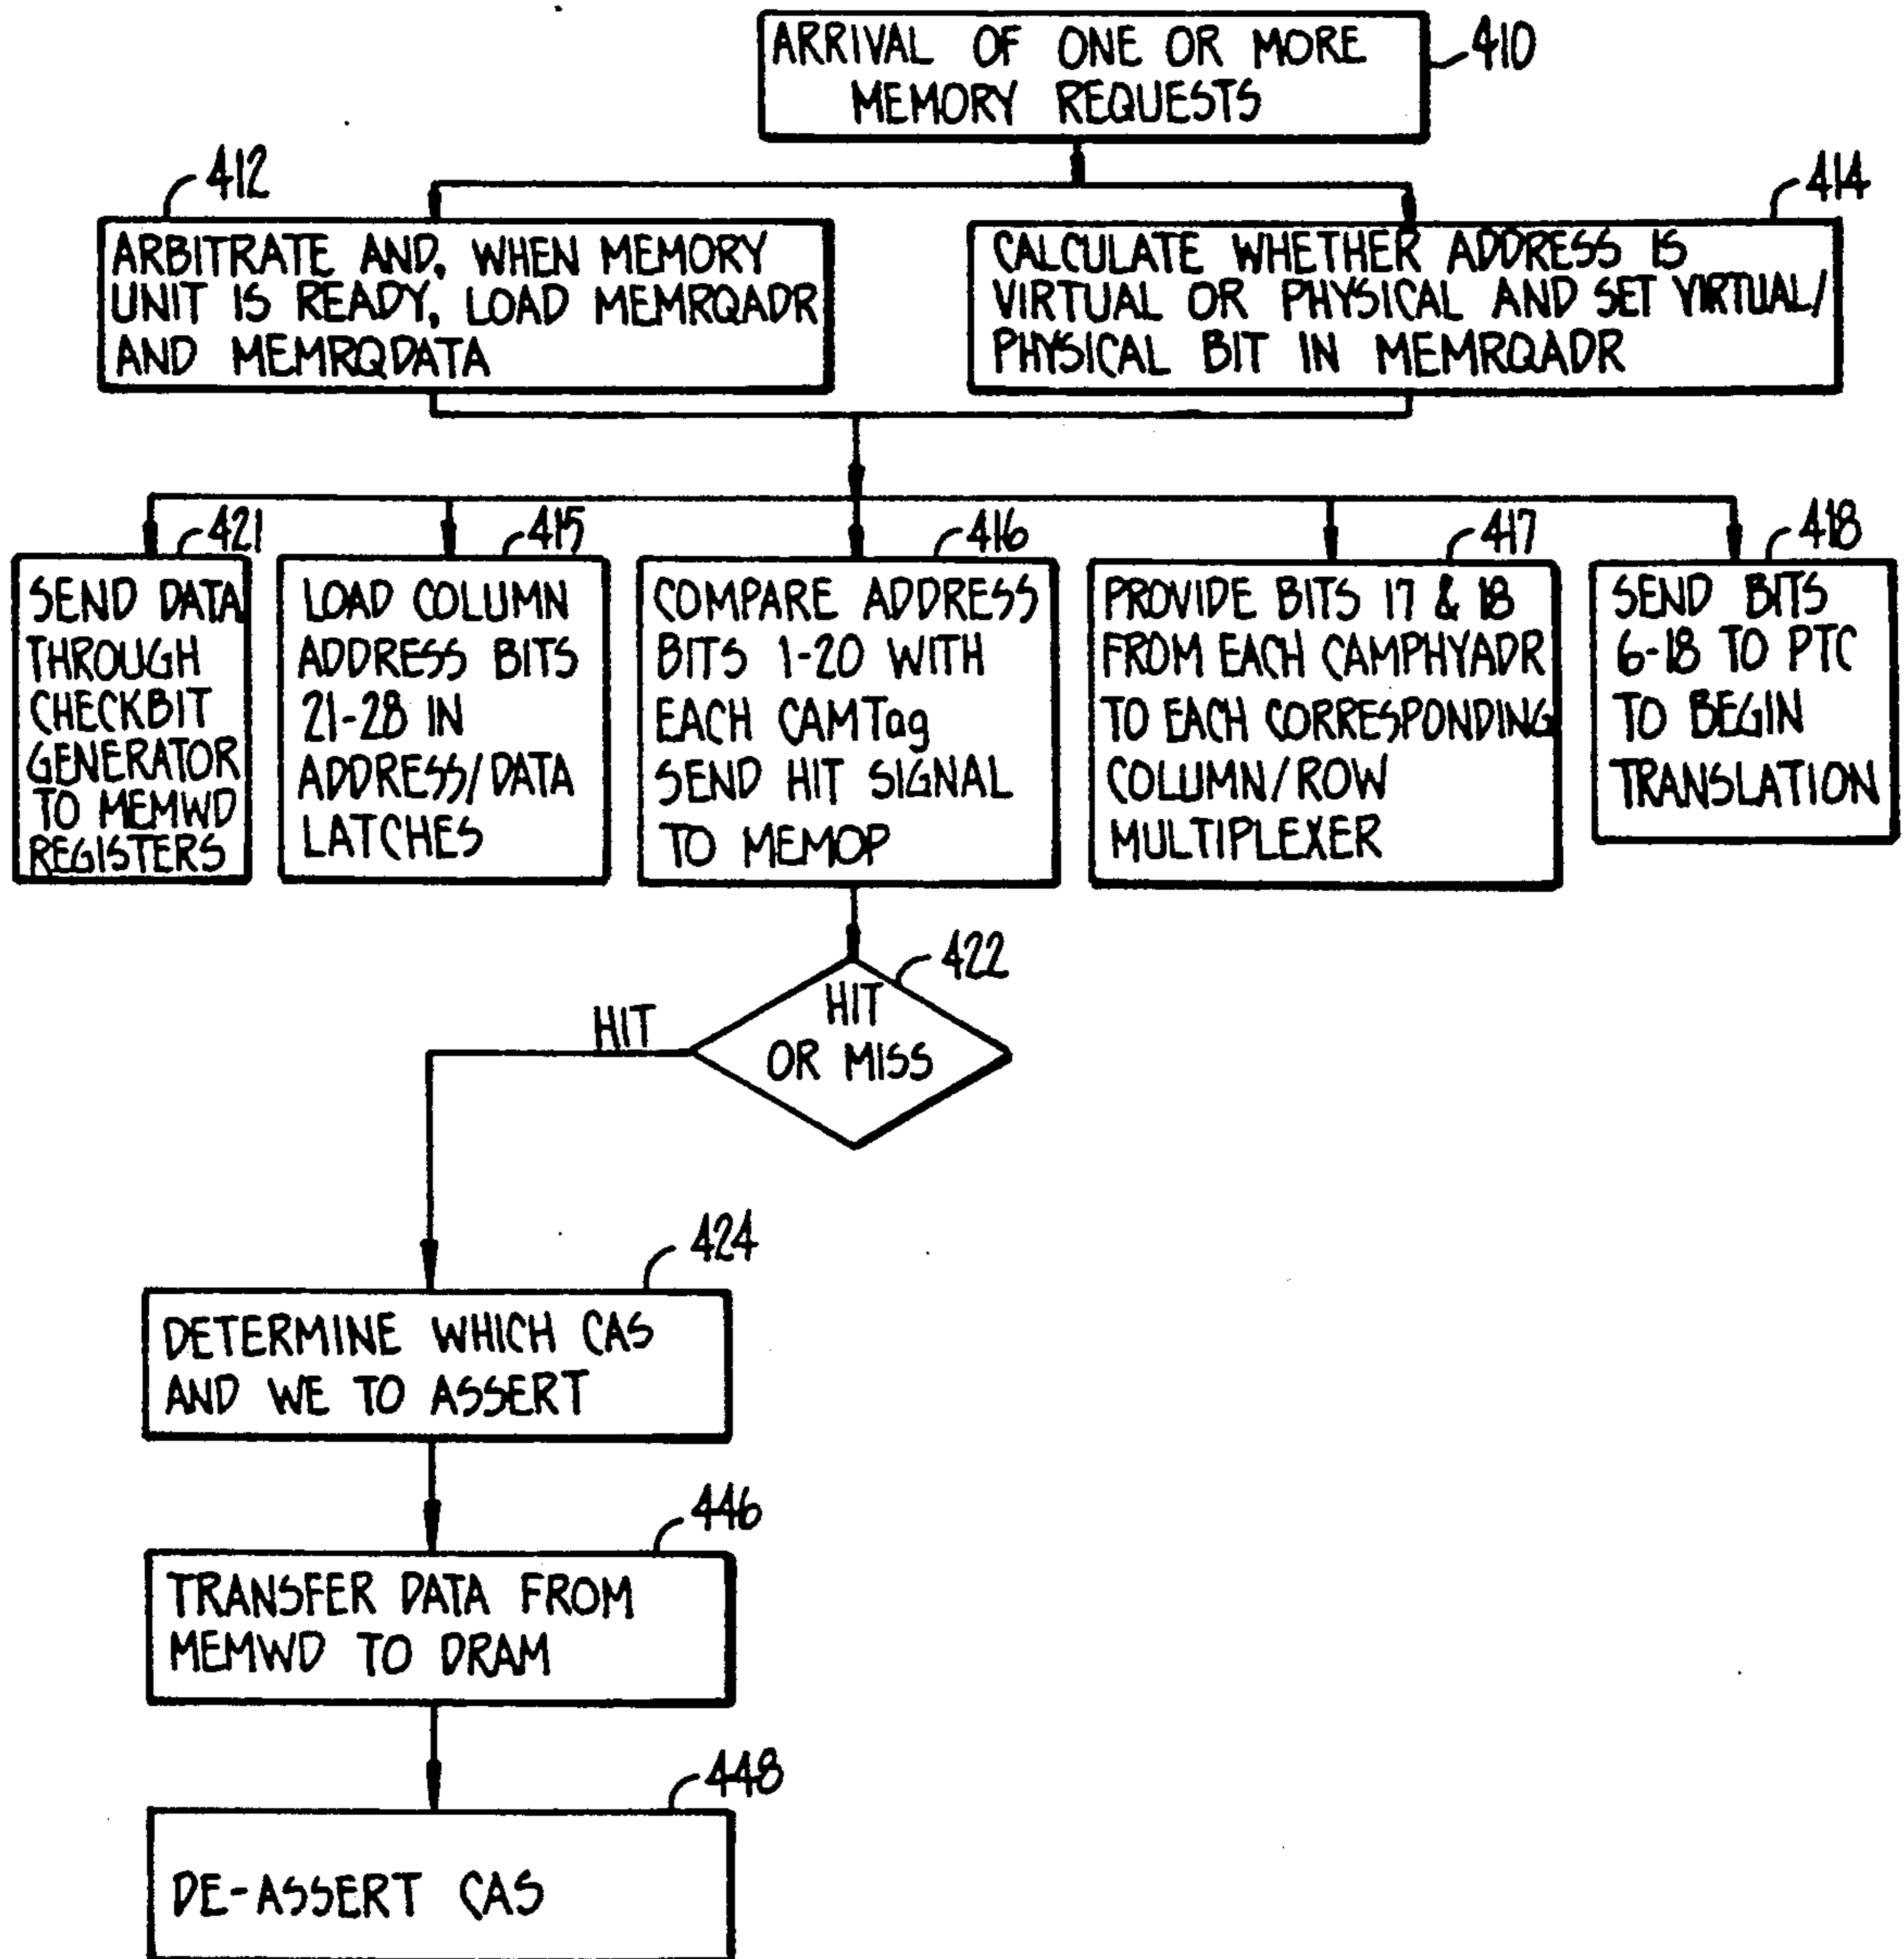 ARRIVAL OF ONE OR MORE
MEMORY REQUESTS
410
412
ARBITRATE AND, WHEN MEMORY
UNIT IS READY, LOAD MEMRQADR
AND MEMRQDATA
414
CALCULATE WHETHER ADDRESS IS
VIRTUAL OR PHYSICAL AND SET VIRTUAL/
PHYSICAL BIT IN MEMRQADR
421
SEND DATA
THROUGH
CHECKBIT
GENERATOR
TO MEMWD
REGISTERS
415
LOAD COLUMN
ADDRESS BITS
21-28 IN
ADDRESS/DATA
LATCHES
416
COMPARE ADDRESS
BITS 1-20 WITH
EACH CAMTag
SEND HIT SIGNAL
TO MEMOP
417
PROVIDE BITS 17 & 18
FROM EACH CAMPHYADR
TO EACH CORRESPONDING
COLUMN/ROW
MULTIPLEXER
418
SEND BITS
6-18 TO PTC
TO BEGIN
TRANSLATION
422
HIT
OR MISS
HIT
424
DETERMINE WHICH CAS
AND WE TO ASSERT
446
TRANSFER DATA FROM
MEMWD TO DRAM
448
DE-ASSERT CAS